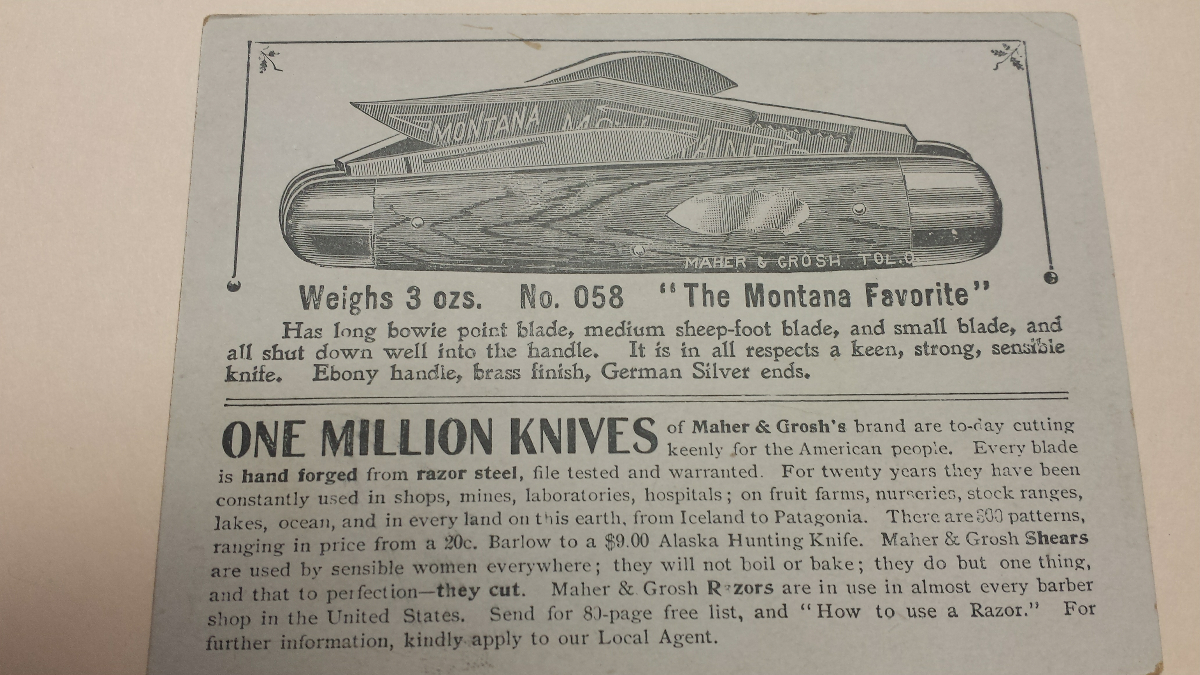 MONTANA
MAHER & GROSH TOL.O
Weighs 3 ozs. No. 058 "The Montana Favorite"
Has long bowie point blade, medium sheep-foot blade, and small blade, and
all shut down well into the handle. It is in all respects a keen, strong, sensible
knife. Ebony handle, brass finish, German Silver ends.
ONE MILLION KNIVES of Maher & Grosh's brand are to-day cutting
keenly for the American people. Every blade
is hand forged from razor steel, file tested and warranted. For twenty years they have been
constantly used in shops, mines, laboratories, hospitals; on fruit farms, nurseries, stock ranges,
lakes, ocean, and in every land on this earth, from Iceland to Patagonia. There are patterns,
ranging in price from a 20c. Barlow to a $9.00 Alaska Hunting Knife. Maher & Grosh Shears
are used by sensible women everywhere; they will not boil or bake; they do but one thing,
and that to perfection—they cut. Maher & Grosh Razors are in use in almost every barber
shop in the United States. Send for 80-page free list, and "How to use a Razor." For
further information, kindly apply to our Local Agent.